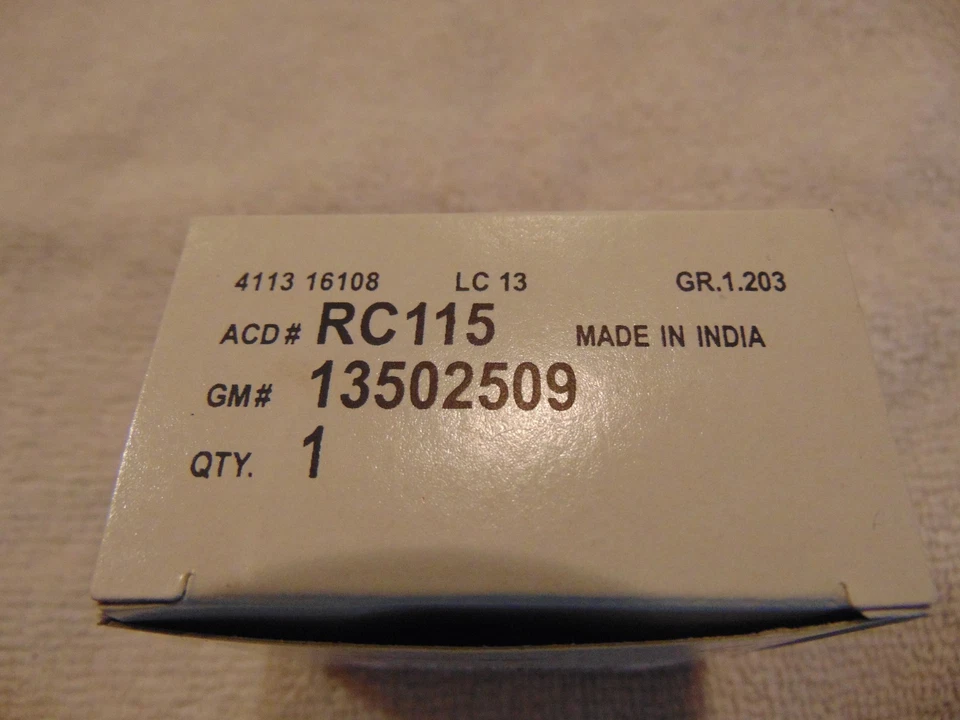 4113 16108 LC 13 GR.1.203
ACD# RC115 MADE IN INDIA
GM# 13502509
QTY. 1